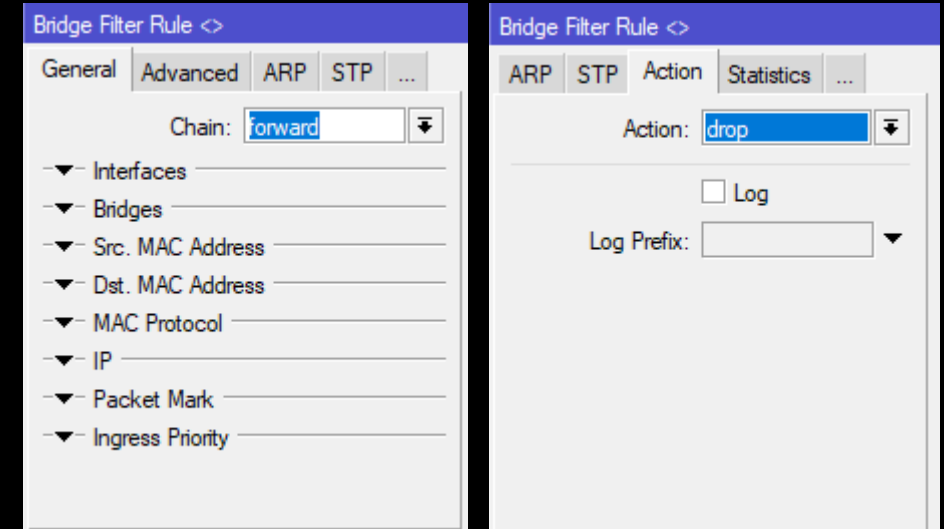 Bridge Filter Rule <>
General Advanced ARP STP ...
Chain: forward
Interfaces
Bridges
Src. MAC Address
Dst. MAC Address
MAC Protocol
IP
Packet Mark
Ingress Priority
Bridge Filter Rule <>
ARP STP Action Statistics ...
Action: drop
Log
Log Prefix: